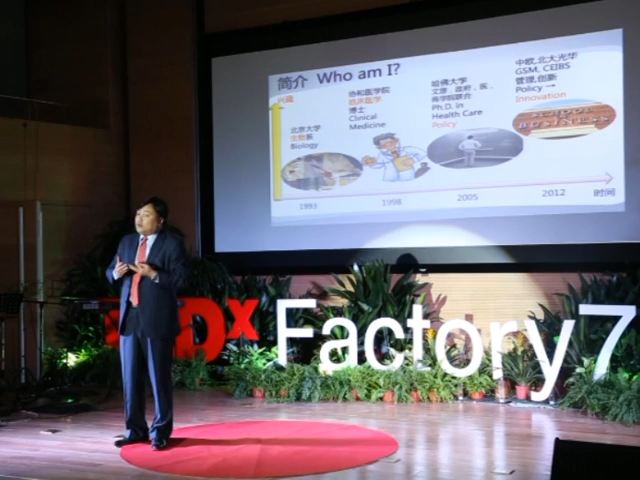 简介 Who am I?
兴趣
北京大学
生物系
Biology
协和医学院
临床医学
博士
Clinical
Medicine
哈佛大学
文理，政府，医，
商学院联合
Ph.D. in
Health Care
Policy
中欧,北大光华
GSM, CEIBS
管理,创新
Policy →
Innovation
Business
1993
1998
2005
2012
时间
TEDx Factory7